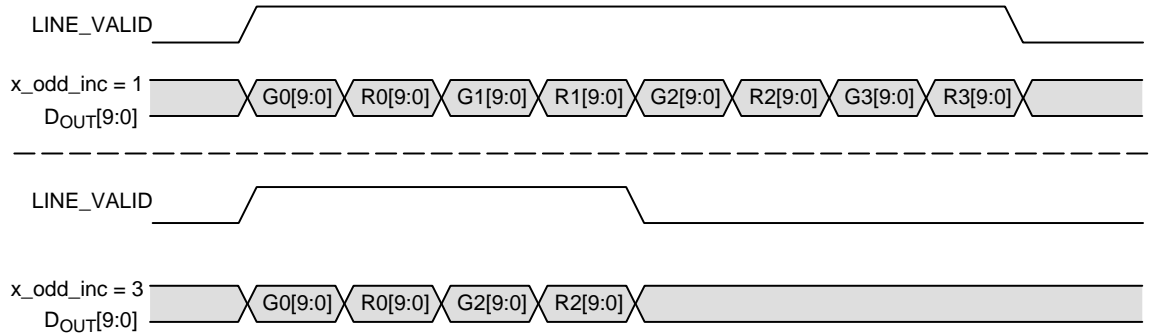 LINE_VALID
x_odd_inc = 1
G0[9:0] R0[9:0] G1[9:0] R1[9:0] G2[9:0] R2[9:0] G3[9:0] R3[9:0]
DOUT[9:0]
LINE_VALID
x_odd_inc = 3
G0[9:0] R0[9:0] G2[9:0] R2[9:0]
DOUT[9:0]